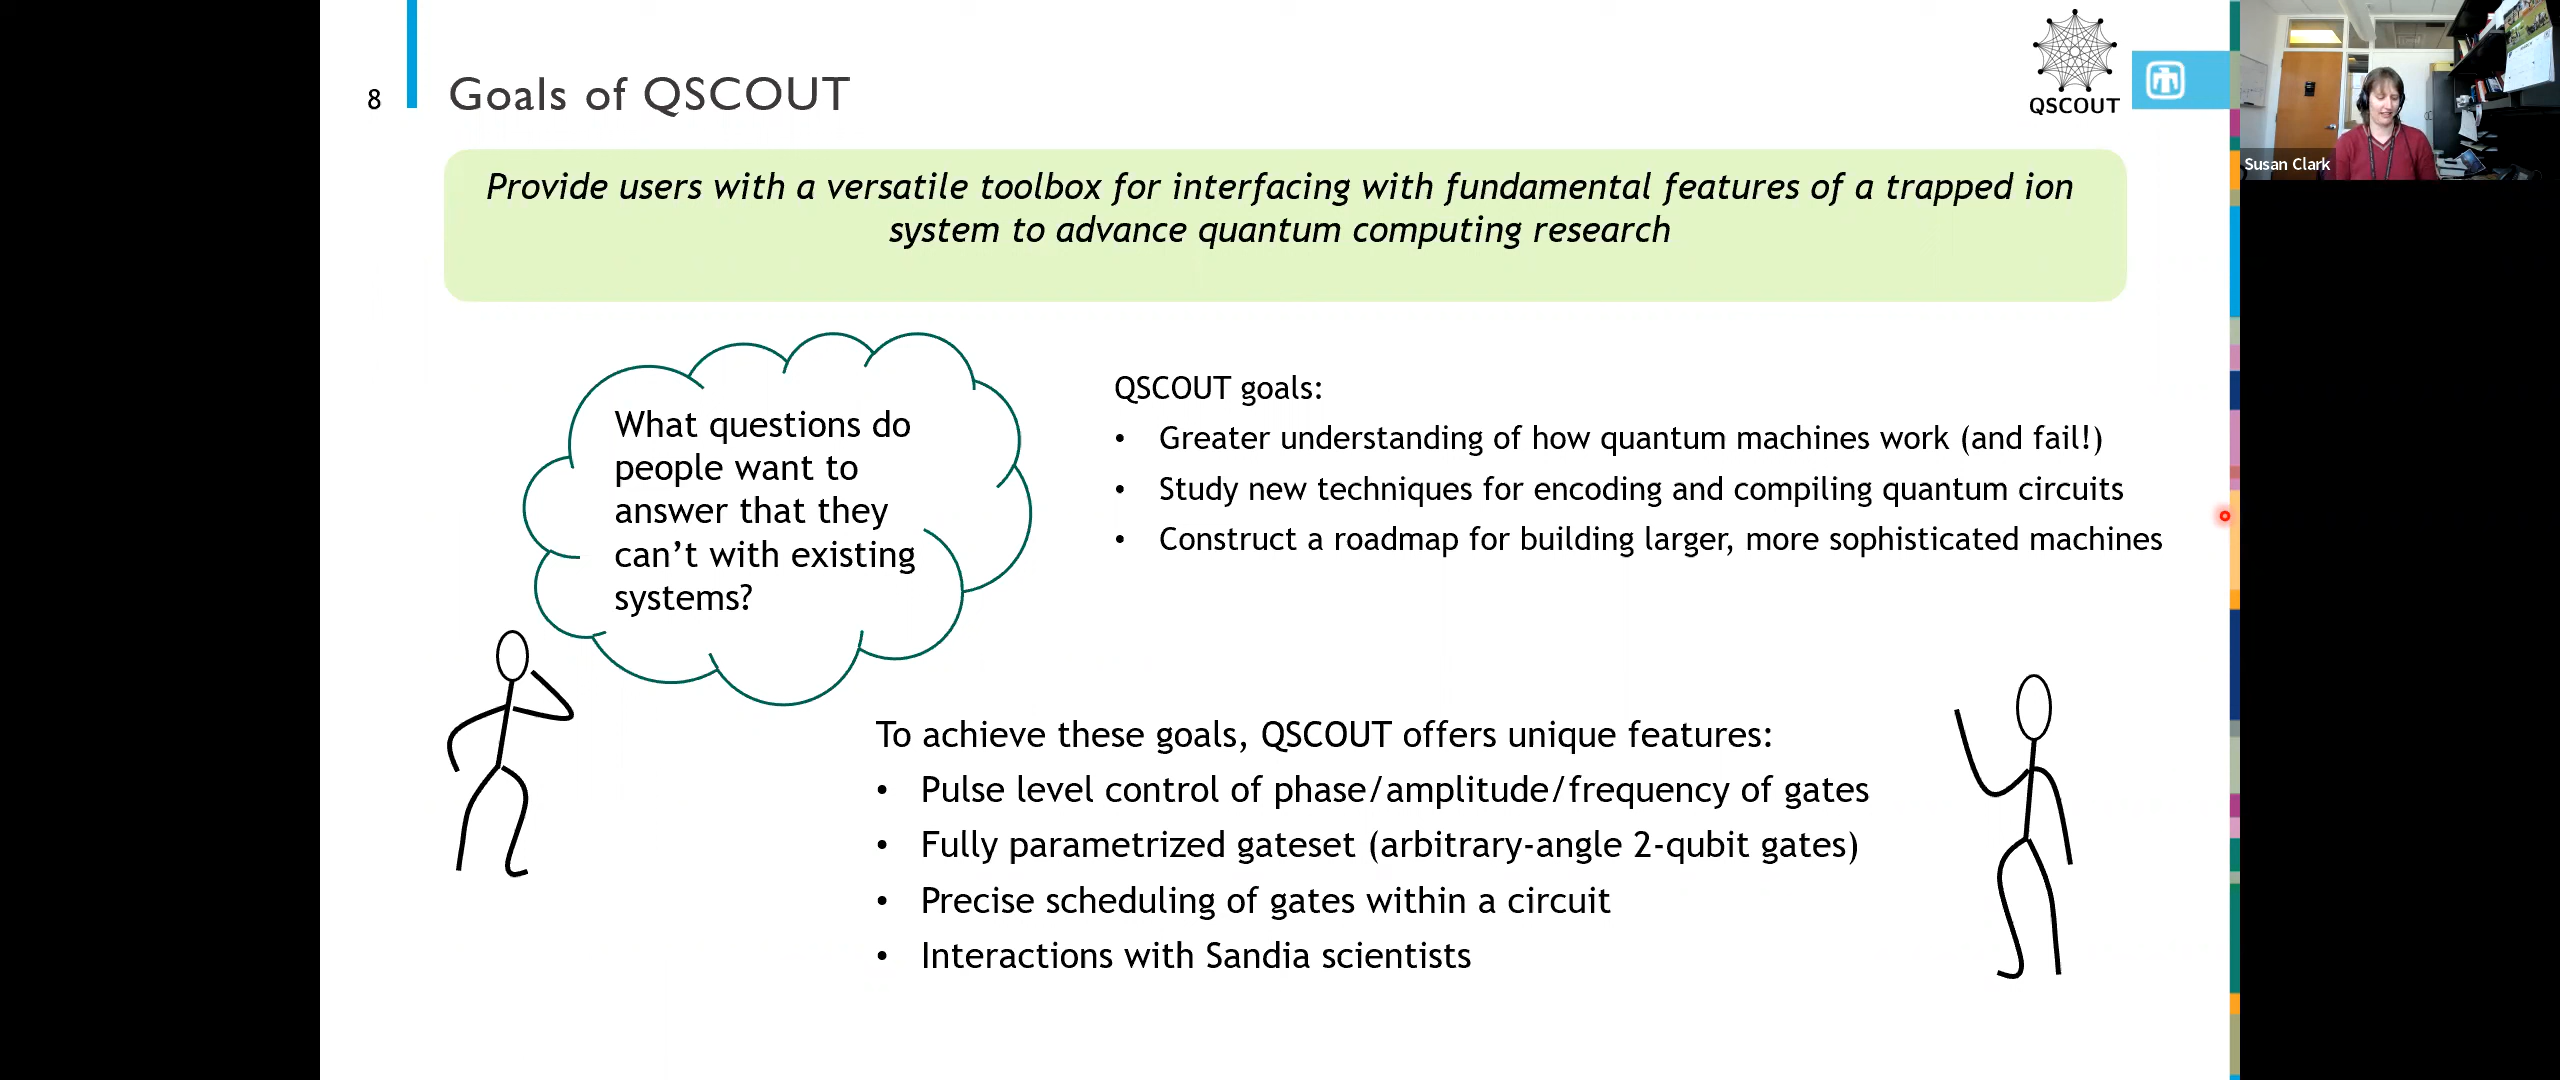 8
Goals of QSCOUT
QSCOUT
Susan Clark
Provide users with a versatile toolbox for interfacing with fundamental features of a trapped ion
system to advance quantum computing research
What questions do
people want to
answer that they
can’t with existing
systems?
QSCOUT goals:
• Greater understanding of how quantum machines work (and fail!)
• Study new techniques for encoding and compiling quantum circuits
• Construct a roadmap for building larger, more sophisticated machines
To achieve these goals, QSCOUT offers unique features:
• Pulse level control of phase/amplitude/frequency of gates
• Fully parametrized gateset (arbitrary-angle 2-qubit gates)
• Precise scheduling of gates within a circuit
• Interactions with Sandia scientists